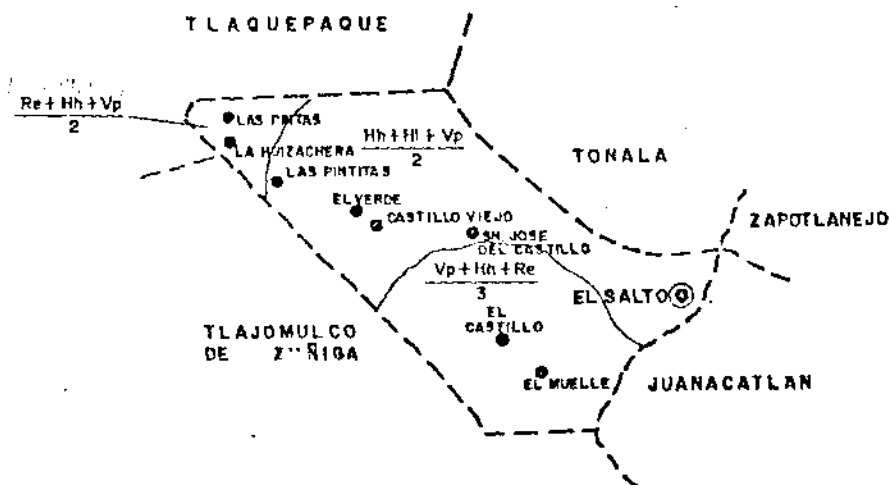 TLAQUEPAQUE
Re + Hh + Vp
2
LAS PINTAS
LA HUIZACHERA
Hh + Hl + Vp
2
LAS PINTITAS
TONALA
EL VERDE
CASTILLO VIEJO
ZAPOTLANEJO
SN. JOSE
DEL CASTILLO
Vp + Hh + Re
3
EL SALTO
EL
CASTILLO
TLAJOMULCO
DE
EL MUELLE
JUANACATLAN